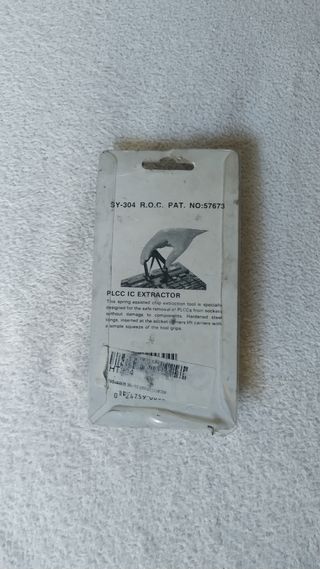 SY-304 R.O.C. PAT. NO:57673
PLCC IC EXTRACTOR
This spring assisted chip extraction tool is specially
designed for the safe removal of PLCCs from sockets
without damage to components. Hardened steel
tongs, inserted at the socket corners lift carriers with
a simple squeeze of the tool grips.